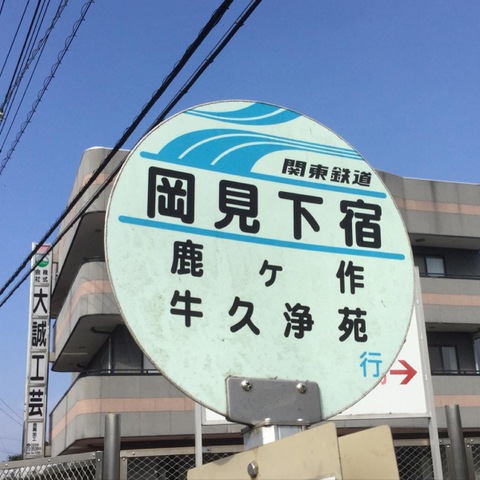 関東鉄道
岡見下宿
鹿ヶ作
牛久浄苑
行
大誠工芸